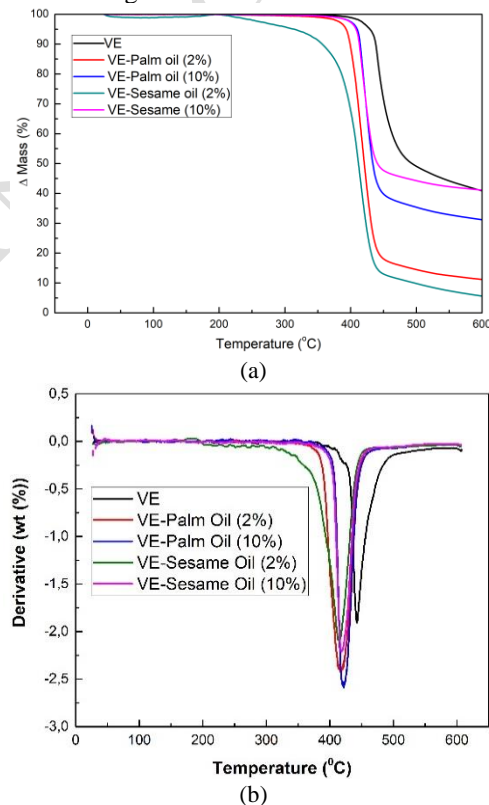 100
90
80
70
60
50
40
30
20
10
0
Δ Mass (%)
VE
VE-Palm oil (2%)
VE-Palm oil (10%)
VE-Sesame oil (2%)
VE-Sesame (10%)
0 100 200 300 400 500 600
Temperature (°C)
(a)
0,5
0,0
-0,5
-1,0
-1,5
-2,0
-2,5
-3,0
Derivative (wt (%))
VE
VE-Palm Oil (2%)
VE-Palm Oil (10%)
VE-Sesame Oil (2%)
VE-Sesame Oil (10%)
0 100 200 300 400 500 600
Temperature (°C)
(b)